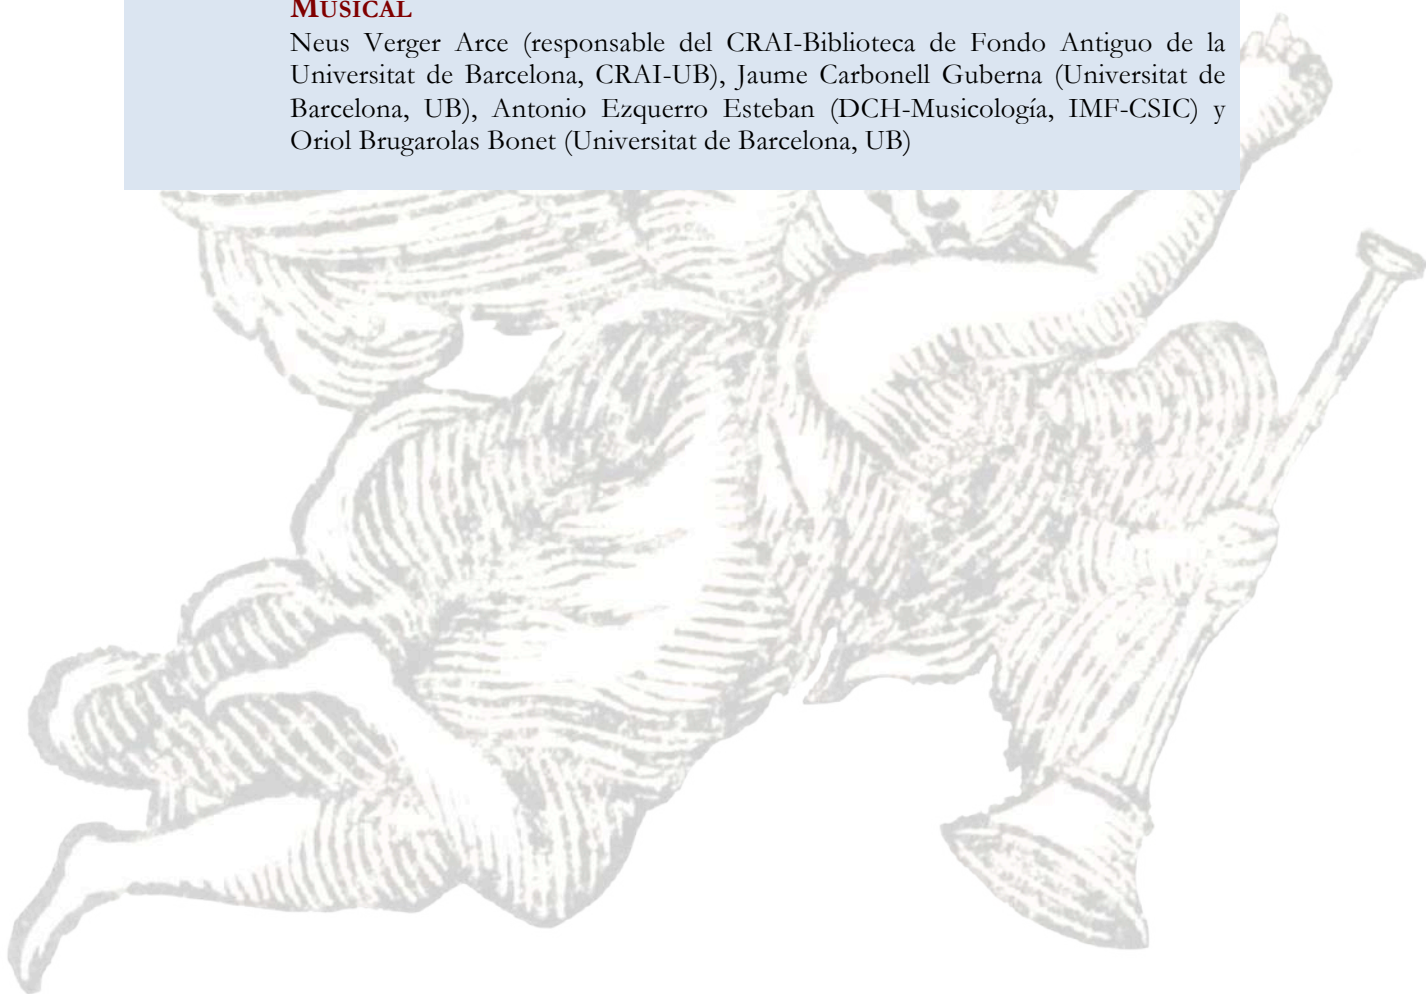 MUSICAL
Neus Verger Arce (responsable del CRAI-Biblioteca de Fondo Antiguo de la
Universitat de Barcelona, CRAI-UB), Jaume Carbonell Guberna (Universitat de
Barcelona, UB), Antonio Ezquerro Esteban (DCH-Musicología, IMF-CSIC) y
Oriol Brugarolas Bonet (Universitat de Barcelona, UB)